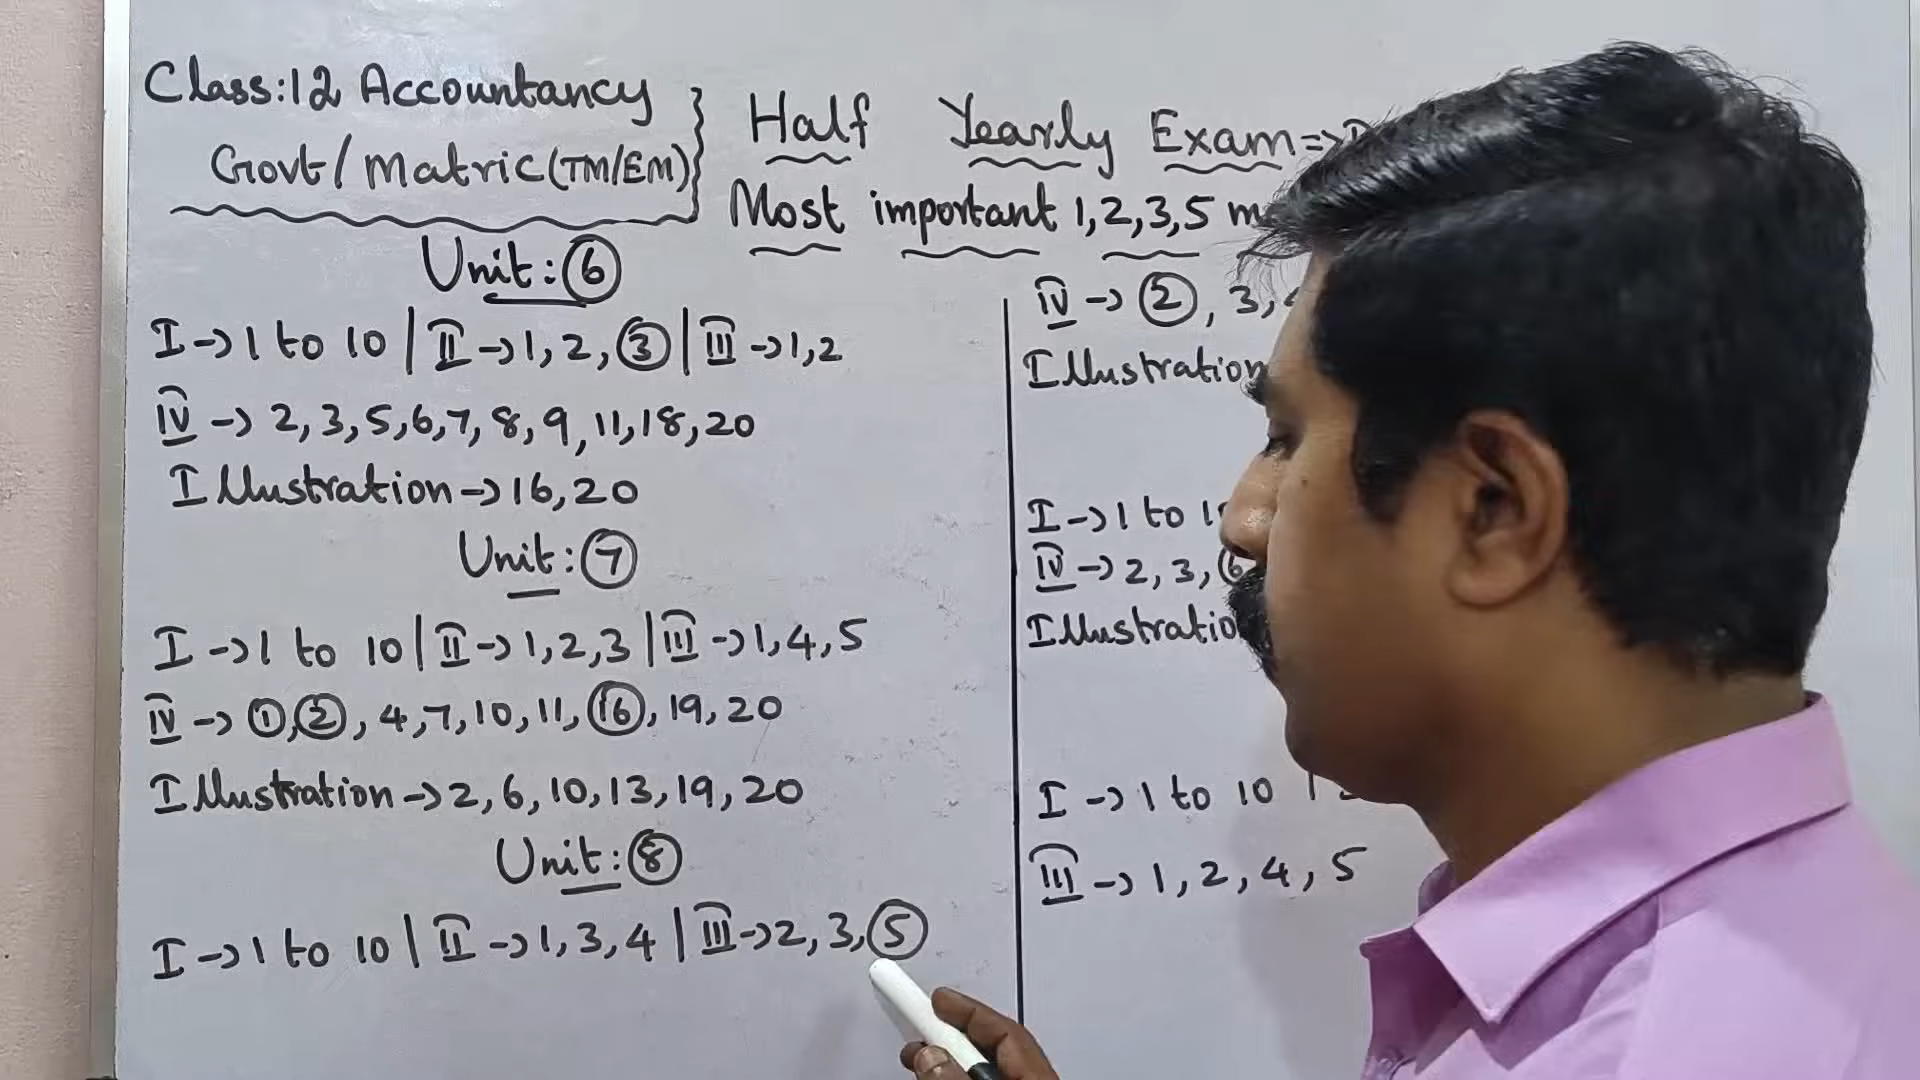 Class:12 Accountancy
Govt/Matric(TM/EM)
Half Yearly Exam=>
Most important 1,2,3,5
Unit:⑥
I->1 to 10 | II->1,2,③ | III->1,2
IV->2,3,5,6,7,8,9,11,18,20
Illustration->16,20
Unit:⑦
I->1 to 10 | II->1,2,3 | III->1,4,5
IV->①,②,4,7,10,11,⑯,19,20
Illustration->2,6,10,13,19,20
Unit:⑧
I->1 to 10 | II->1,3,4 | III->2,3,⑤
IV->②,3,
Illustration
I->1 to
IV->2,3,⑥
Illustratio
I->1 to 10 |
III->1,2,4,5